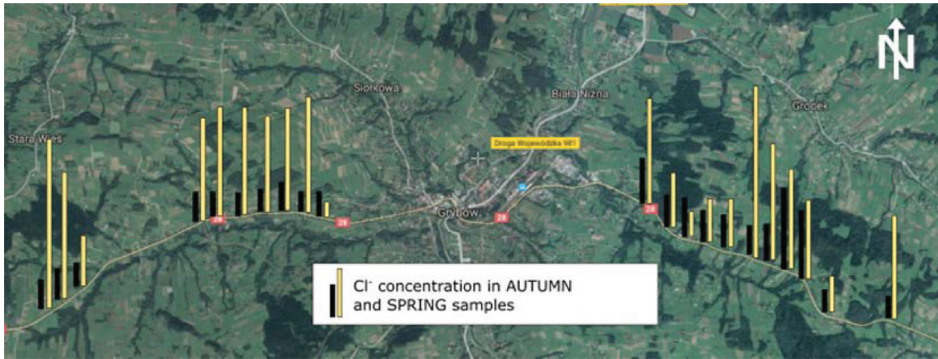 N
Siołkowa
Biała Niżna
Gródek
Stara Wieś
Droga Wojewódzka 981
28
28
28
28
Grybów
Cl⁻ concentration in AUTUMN
and SPRING samples